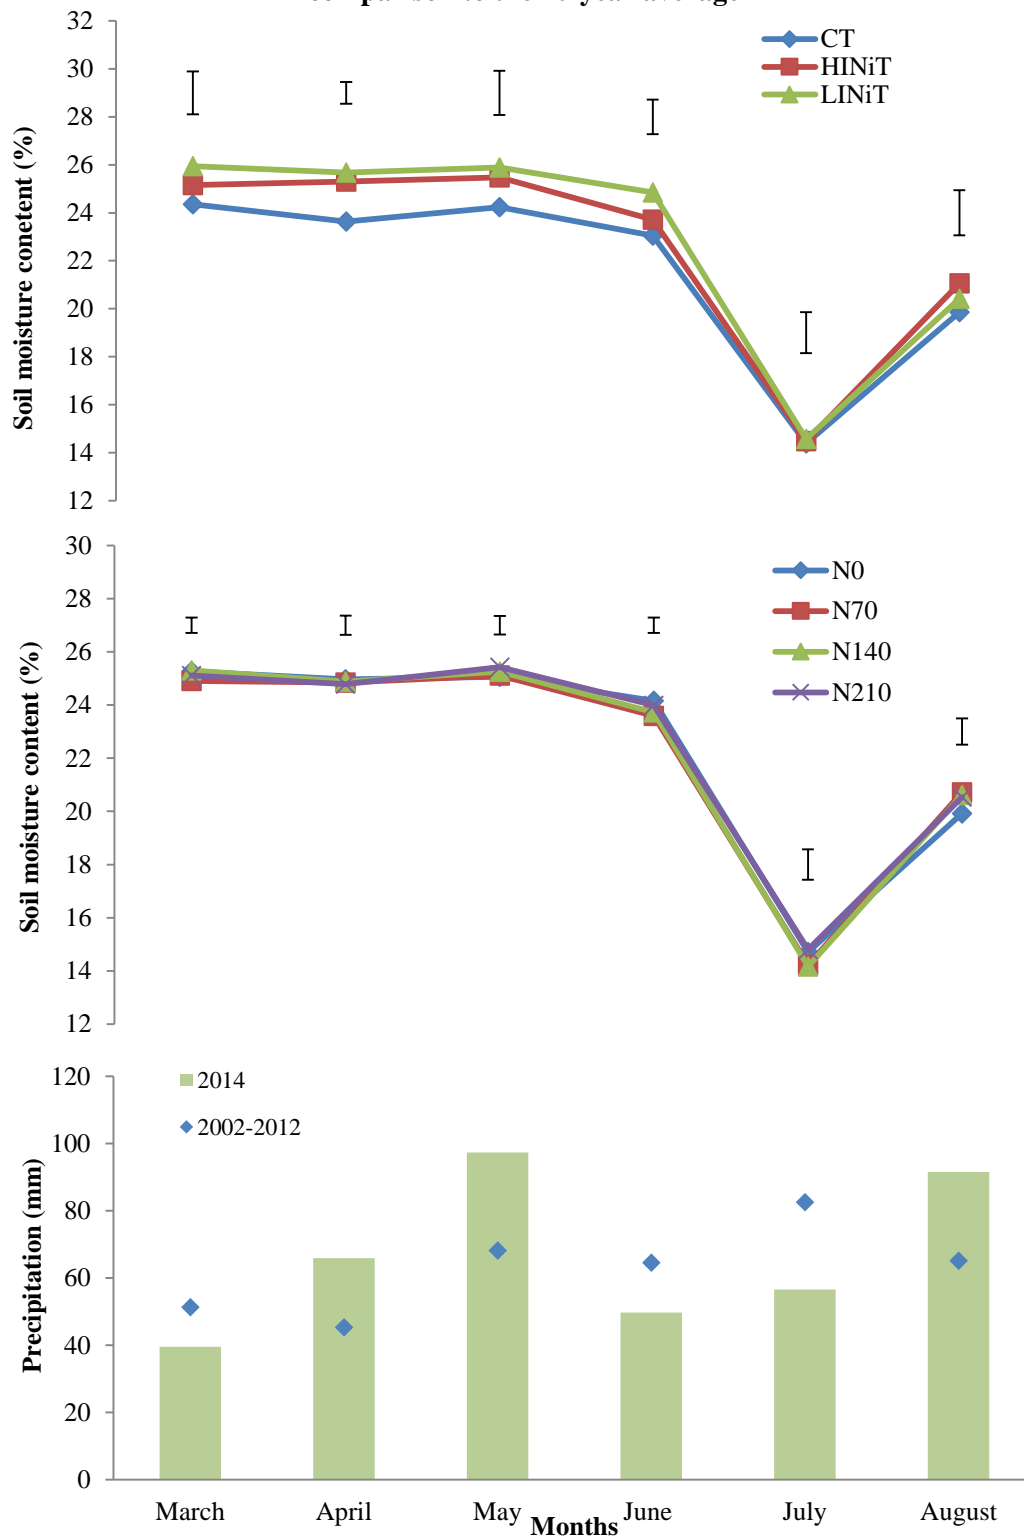 32
30
28
26
24
22
20
18
16
14
12
Soil moisture conetent (%)
CT
HINiT
LINiT
30
28
26
24
22
20
18
16
14
12
Soil moisture content (%)
N0
N70
N140
N210
120
100
80
60
40
20
0
Precipitation (mm)
2014
2002-2012
March April May June July August
Months